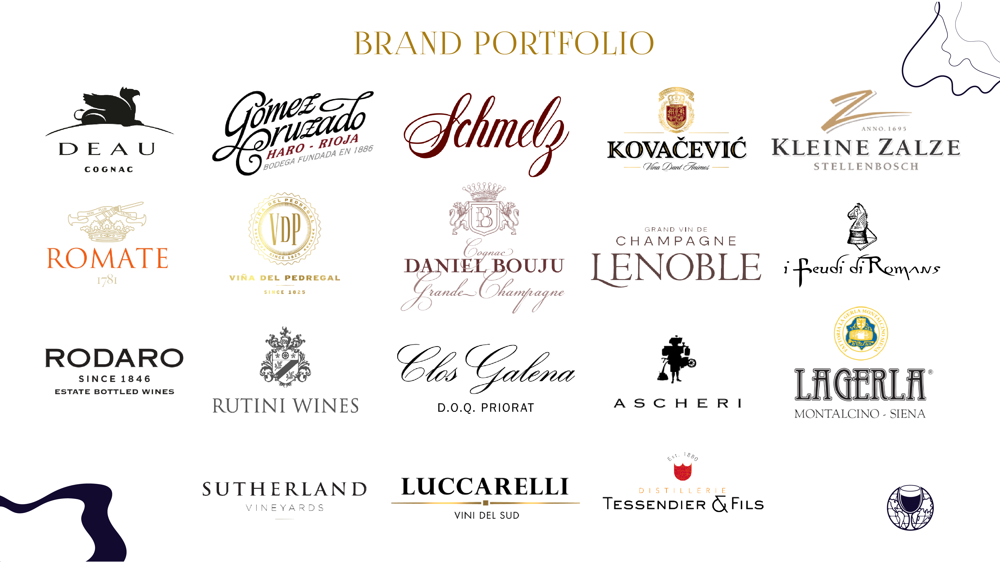 BRAND PORTFOLIO
DEAU
COGNAC
Gómez
Cruzado
HARO - RIOJA
BODEGA FUNDADA EN 1886
Schmelz
VINARIJA KOVAČEVIĆ
M K
KOVAČEVIĆ
Vina Dant Animos
Z
ANNO.1695
KLEINE ZALZE
STELLENBOSCH
NON PLUS ULTRA
ROMATE
1781
VIÑA DEL PEDREGAL
VDP
SINCE 1825
VIÑA DEL PEDREGAL
SINCE 1825
DB
Cognac
DANIEL BOUJU
Grande Champagne
GRAND VIN DE
CHAMPAGNE
LENOBLE
i feudi di Romans
RODARO
SINCE 1846
ESTATE BOTTLED WINES
RUTINI WINES
Clos Galena
D.O.Q. PRIORAT
ASCHERI
FATTORIA LA GERLA MONTALCINO SIENA
LAGERLA®
MONTALCINO - SIENA
SUTHERLAND
VINEYARDS
LUCCARELLI
VINI DEL SUD
Est. 1880
DISTILLERIE
TESSENDIER & FILS